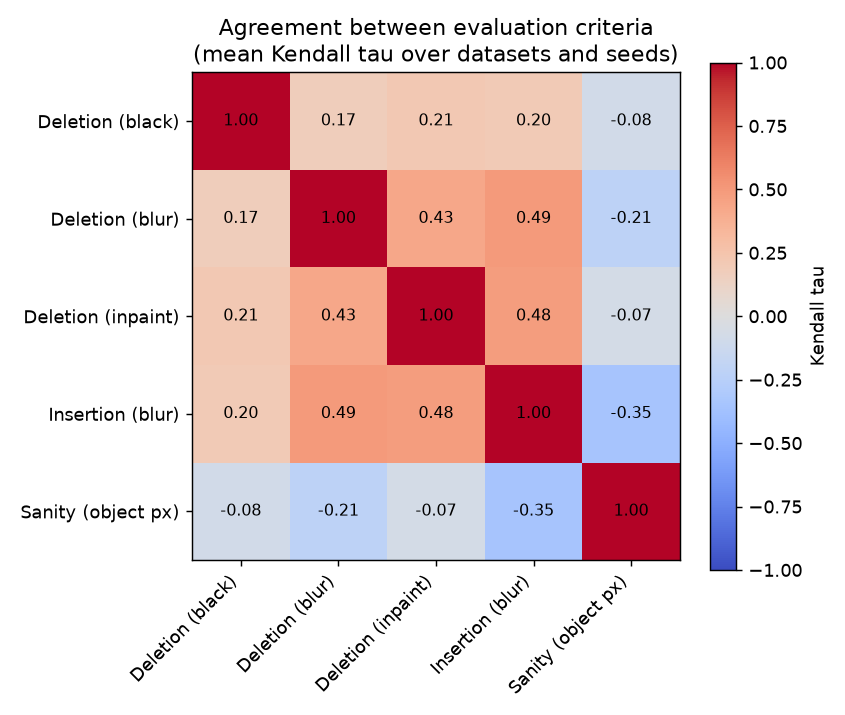 Agreement between evaluation criteria
(mean Kendall tau over datasets and seeds)
Deletion (black)
1.00 0.17 0.21 0.20 -0.08
Deletion (blur)
0.17 1.00 0.43 0.49 -0.21
Deletion (inpaint)
0.21 0.43 1.00 0.48 -0.07
Insertion (blur)
0.20 0.49 0.48 1.00 -0.35
Sanity (object px)
-0.08 -0.21 -0.07 -0.35 1.00
Deletion (black)
Deletion (blur)
Deletion (inpaint)
Insertion (blur)
Sanity (object px)
1.00
0.75
0.50
0.25
0.00
−0.25
−0.50
−0.75
−1.00
Kendall tau